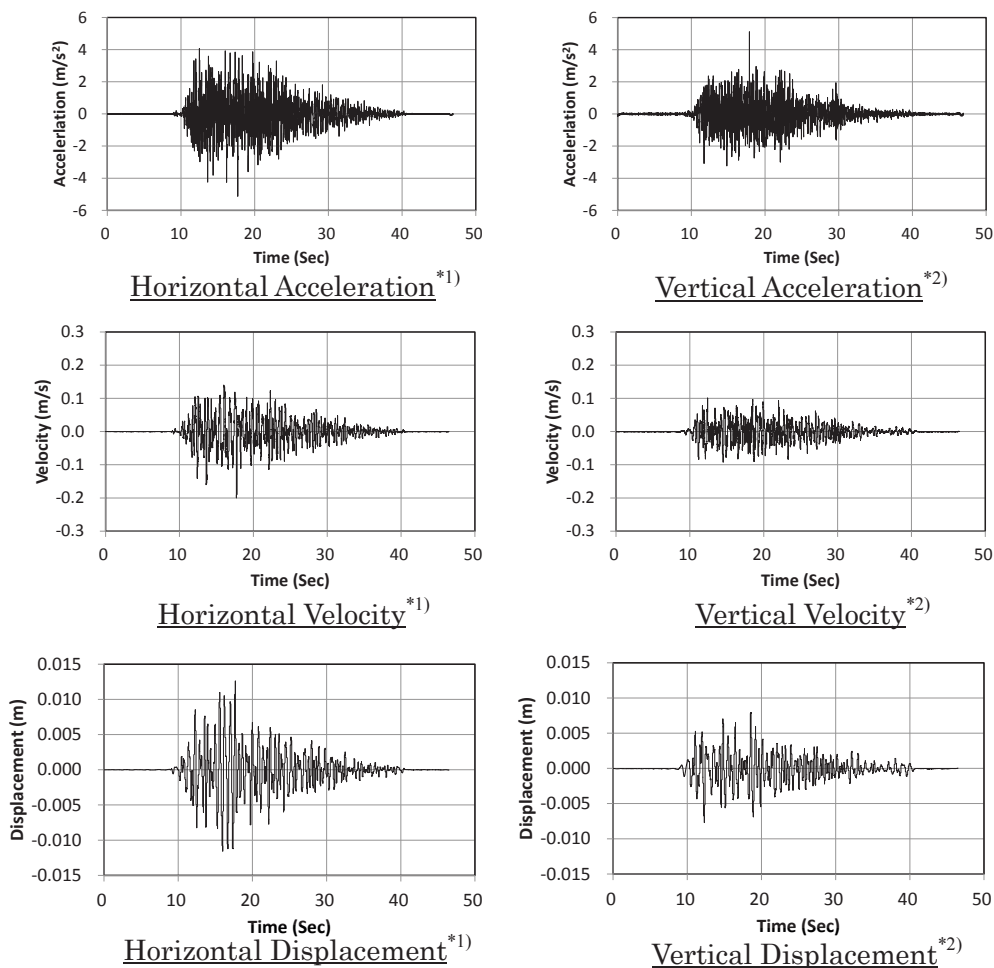 6
4
2
0
-2
-4
-6
0 10 20 30 40 50
Accelerlation (m/s²)
Time (Sec)
Horizontal Acceleration*1)
6
4
2
0
-2
-4
-6
0 10 20 30 40 50
Accelerlation (m/s²)
Time (Sec)
Vertical Acceleration*2)
0.3
0.2
0.1
0.0
-0.1
-0.2
-0.3
0 10 20 30 40 50
Velocity (m/s)
Time (Sec)
Horizontal Velocity*1)
0.3
0.2
0.1
0.0
-0.1
-0.2
-0.3
0 10 20 30 40 50
Velocity (m/s)
Time (Sec)
Vertical Velocity*2)
0.015
0.010
0.005
0.000
-0.005
-0.010
-0.015
0 10 20 30 40 50
Displacement (m)
Time (Sec)
Horizontal Displacement*1)
0.015
0.010
0.005
0.000
-0.005
-0.010
-0.015
0 10 20 30 40 50
Displacement (m)
Time (Sec)
Vertical Displacement*2)